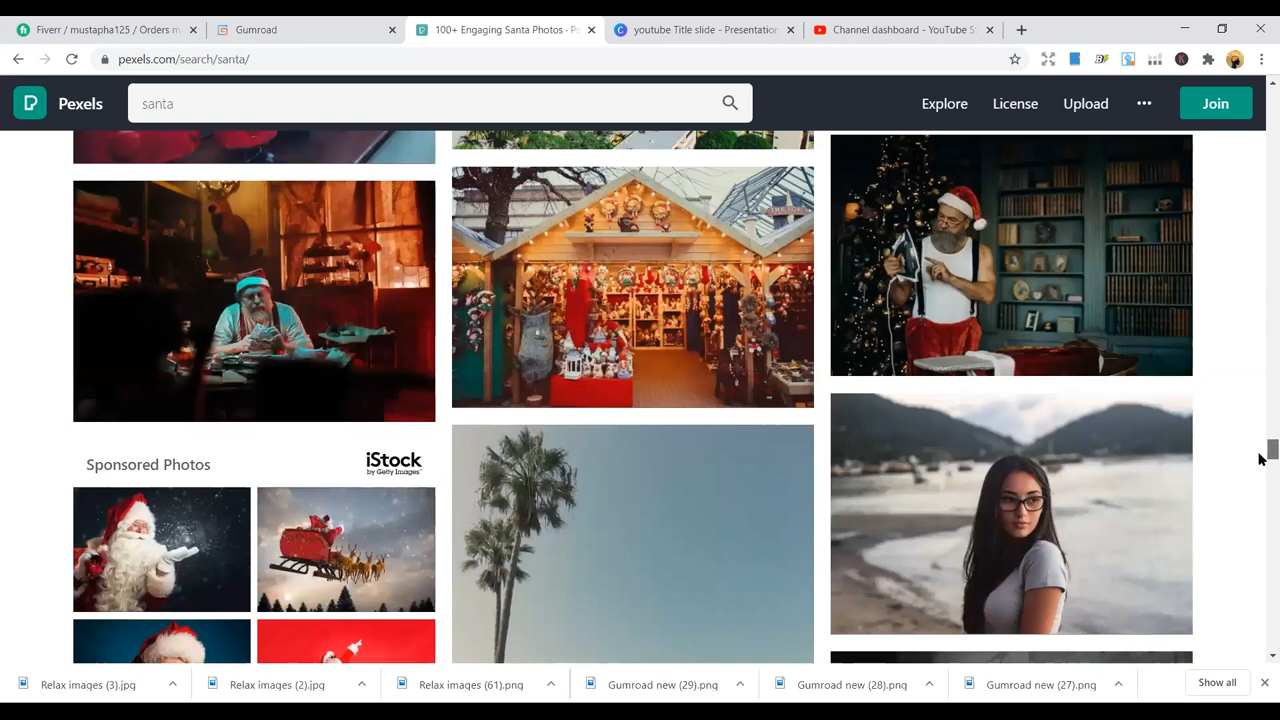 Fiverr / mustapha125 / Orders m
Gumroad
100+ Engaging Santa Photos · Pe
youtube Title slide - Presentation
Channel dashboard - YouTube S
pexels.com/search/santa/
Pexels
santa
Explore
License
Upload
Join
Sponsored Photos
iStock
by Getty Images
Relax images (3).jpg
Relax images (2).jpg
Relax images (61).png
Gumroad new (29).png
Gumroad new (28).png
Gumroad new (27).png
Show all